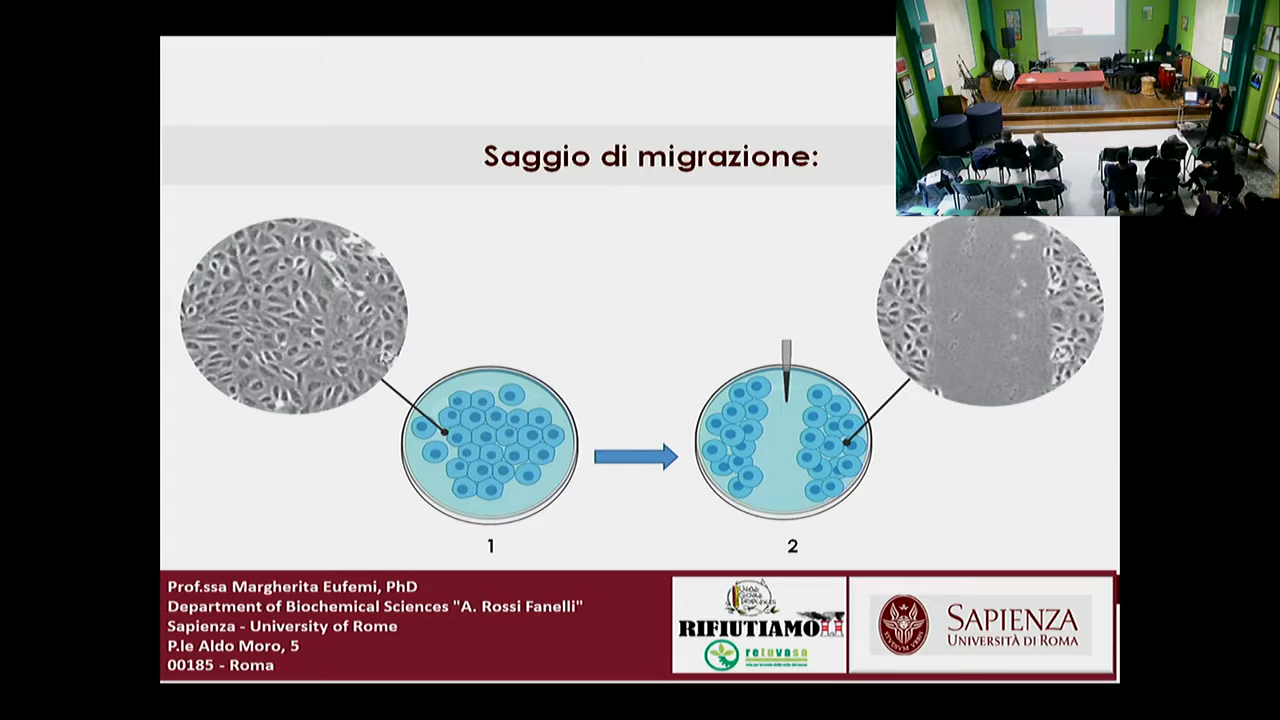 Saggio di migrazione:
1
2
Prof.ssa Margherita Eufemi, PhD
Department of Biochemical Sciences "A. Rossi Fanelli"
Sapienza - University of Rome
P.le Aldo Moro, 5
00185 - Roma
RIFIUTIAMOLI
retuvasa
SAPIENZA
UNIVERSITÀ DI ROMA